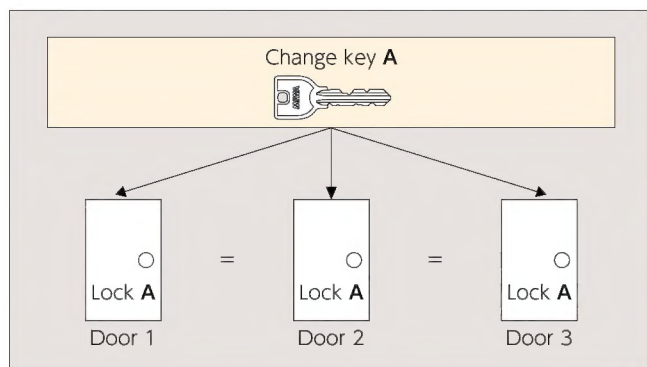 Change key A
= =
Lock A Lock A Lock A
Door 1 Door 2 Door 3